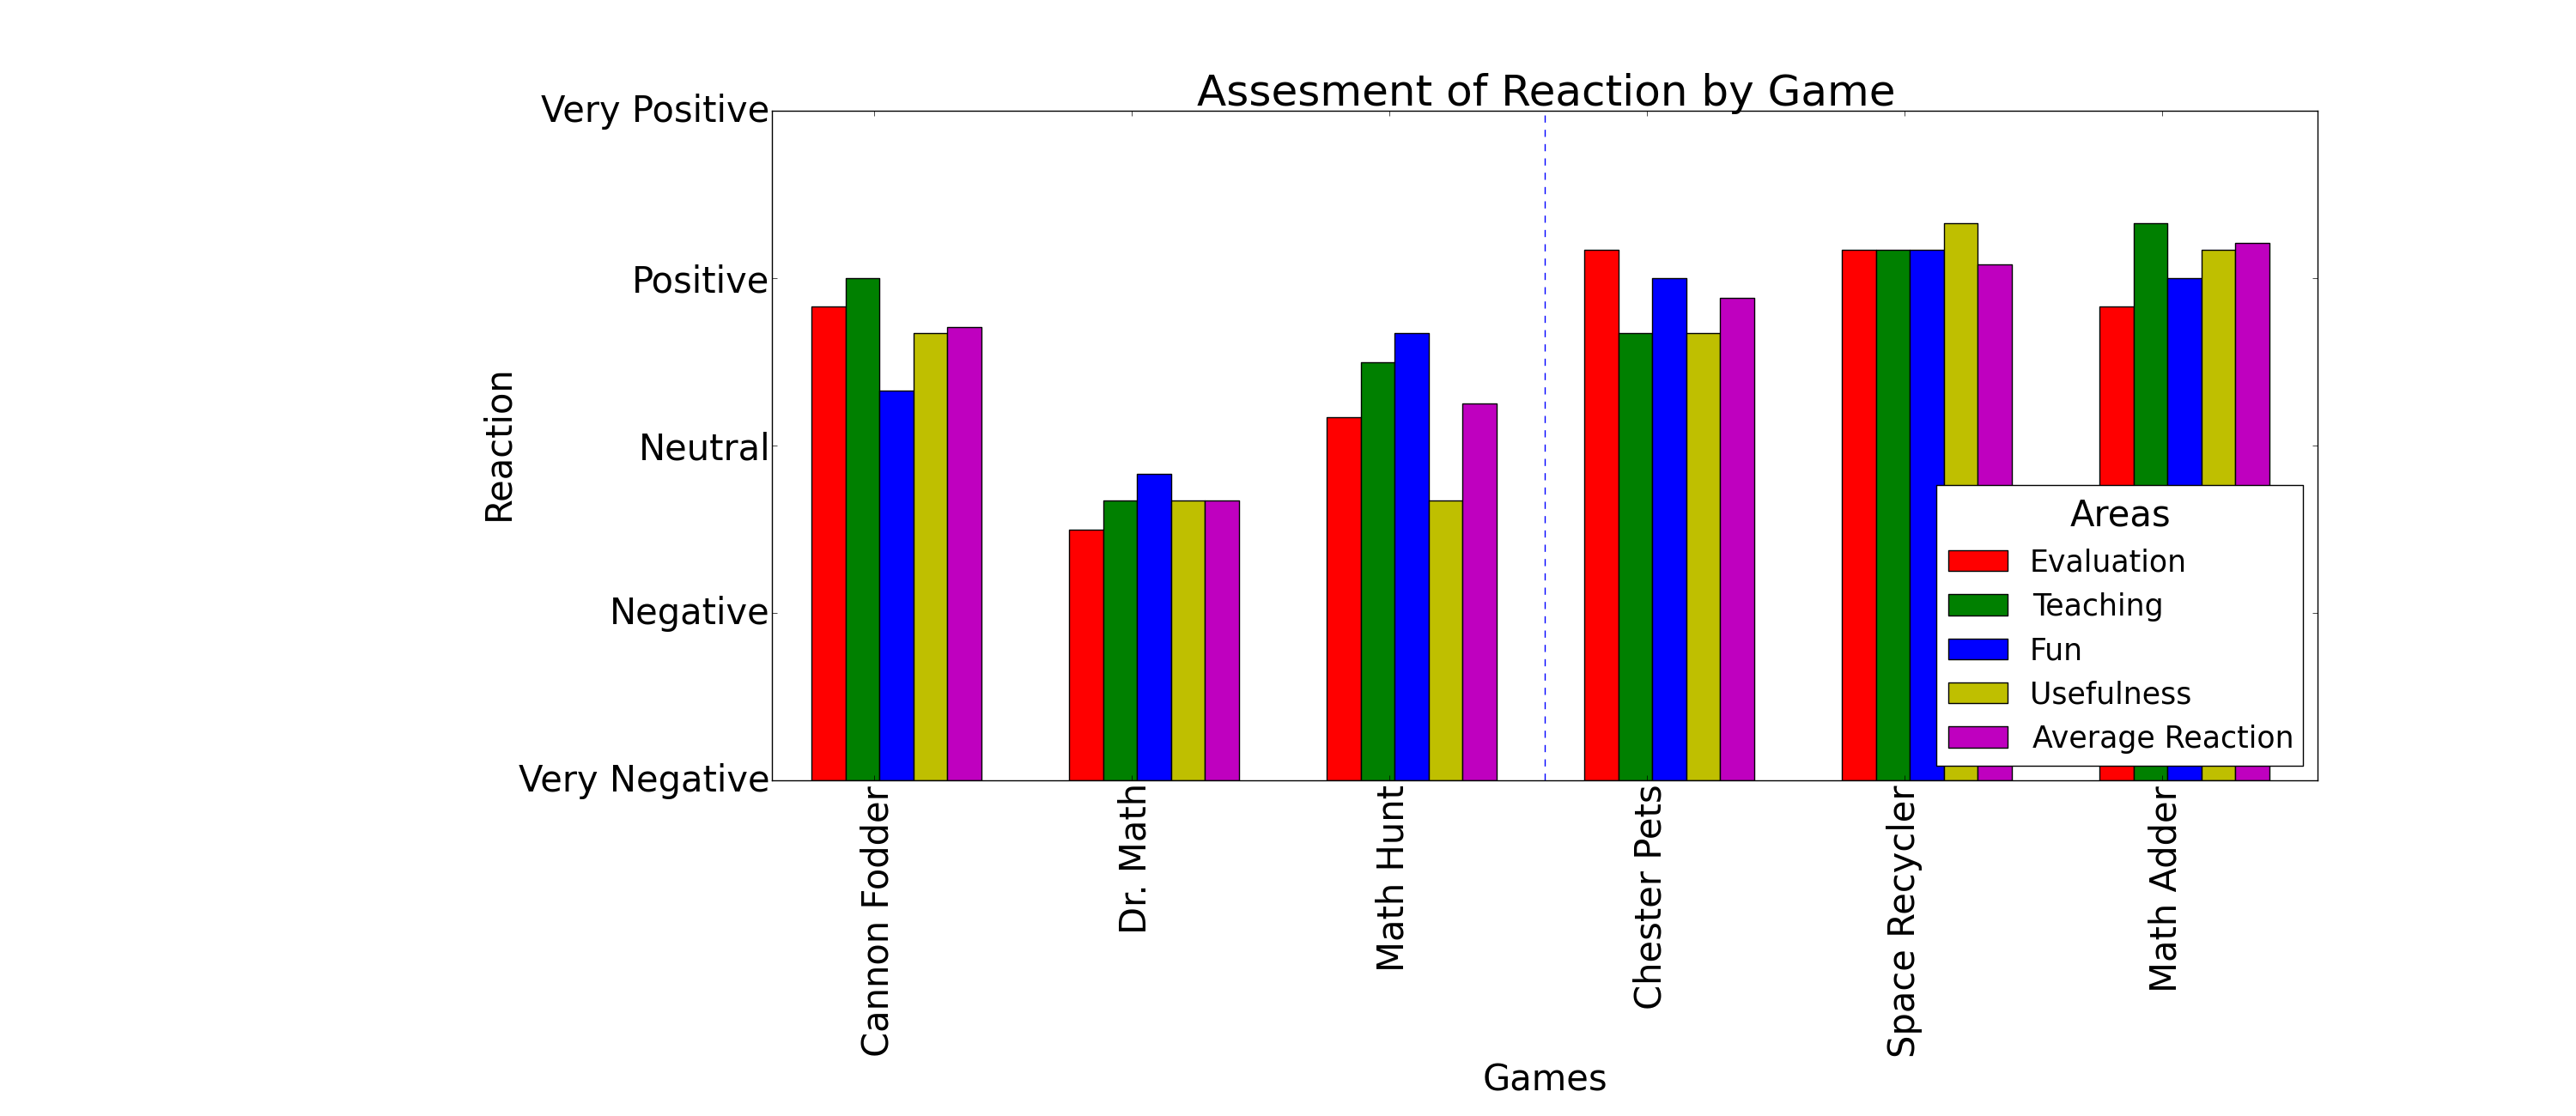 Assesment of Reaction by Game
Very Positive
Positive
Neutral
Negative
Very Negative
Reaction
Areas
Evaluation
Teaching
Fun
Usefulness
Average Reaction
Cannon Fodder
Dr. Math
Math Hunt
Chester Pets
Space Recycler
Math Adder
Games